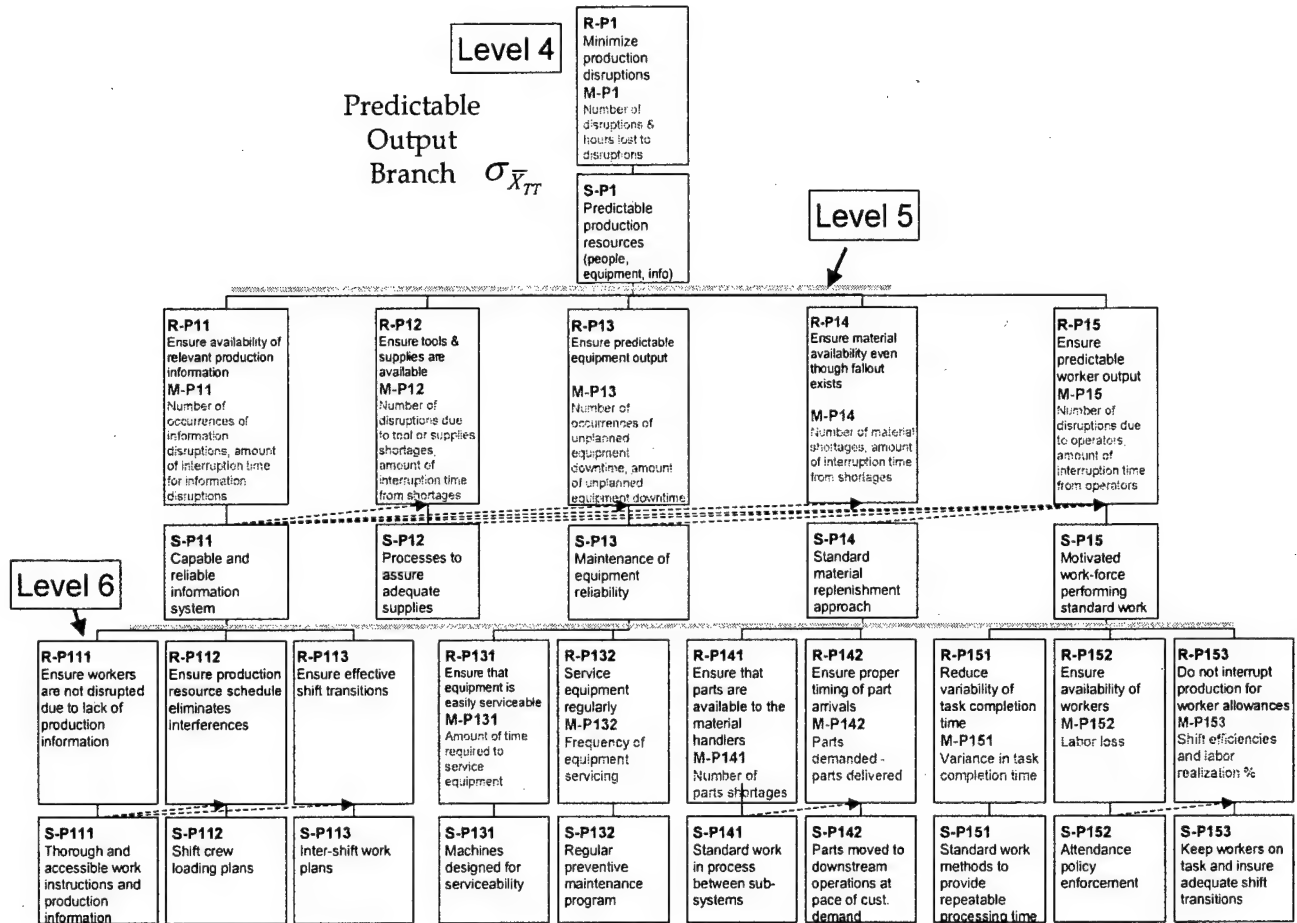 Level 4
Predictable
Output
Branch σX̄TT
R-P1
Minimize
production
disruptions
M-P1
Number of
disruptions &
hours lost to
disruptions
S-P1
Predictable
production
resources
(people,
equipment, info)
Level 5
R-P11
Ensure availability of
relevant production
information
M-P11
Number of
occurrences of
information
disruptions, amount
of interruption time
for information
disruptions
R-P12
Ensure tools &
supplies are
available
M-P12
Number of
disruptions due
to tool or supplies
shortages,
amount of
interruption time
from shortages
R-P13
Ensure predictable
equipment output
M-P13
Number of
occurrences of
unplanned
equipment
downtime, amount
of unplanned
equipment downtime
R-P14
Ensure material
availability even
though fallout
exists
M-P14
Number of material
shortages, amount
of interruption time
from shortages
R-P15
Ensure
predictable
worker output
M-P15
Number of
disruptions due
to operators,
amount of
interruption time
from operators
S-P11
Capable and
reliable
information
system
S-P12
Processes to
assure
adequate
supplies
S-P13
Maintenance of
equipment
reliability
S-P14
Standard
material
replenishment
approach
S-P15
Motivated
work-force
performing
standard work
Level 6
R-P111
Ensure workers
are not disrupted
due to lack of
production
information
R-P112
Ensure production
resource schedule
eliminates
interferences
R-P113
Ensure effective
shift transitions
R-P131
Ensure that
equipment is
easily serviceable
M-P131
Amount of time
required to
service
equipment
R-P132
Service
equipment
regularly
M-P132
Frequency of
equipment
servicing
R-P141
Ensure that
parts are
available to the
material
handlers
M-P141
Number of
parts shortages
R-P142
Ensure proper
timing of part
arrivals
M-P142
Parts
demanded -
parts delivered
R-P151
Reduce
variability of
task completion
time
M-P151
Variance in task
completion time
R-P152
Ensure
availability of
workers
M-P152
Labor loss
R-P153
Do not interrupt
production for
worker allowances
M-P153
Shift efficiencies
and labor
realization %
S-P111
Thorough and
accessible work
instructions and
production
information
S-P112
Shift crew
loading plans
S-P113
Inter-shift work
plans
S-P131
Machines
designed for
serviceability
S-P132
Regular
preventive
maintenance
program
S-P141
Standard work
in process
between sub-
systems
S-P142
Parts moved to
downstream
operations at
pace of cust.
demand
S-P151
Standard work
methods to
provide
repeatable
processing time
S-P152
Attendance
policy
enforcement
S-P153
Keep workers on
task and insure
adequate shift
transitions